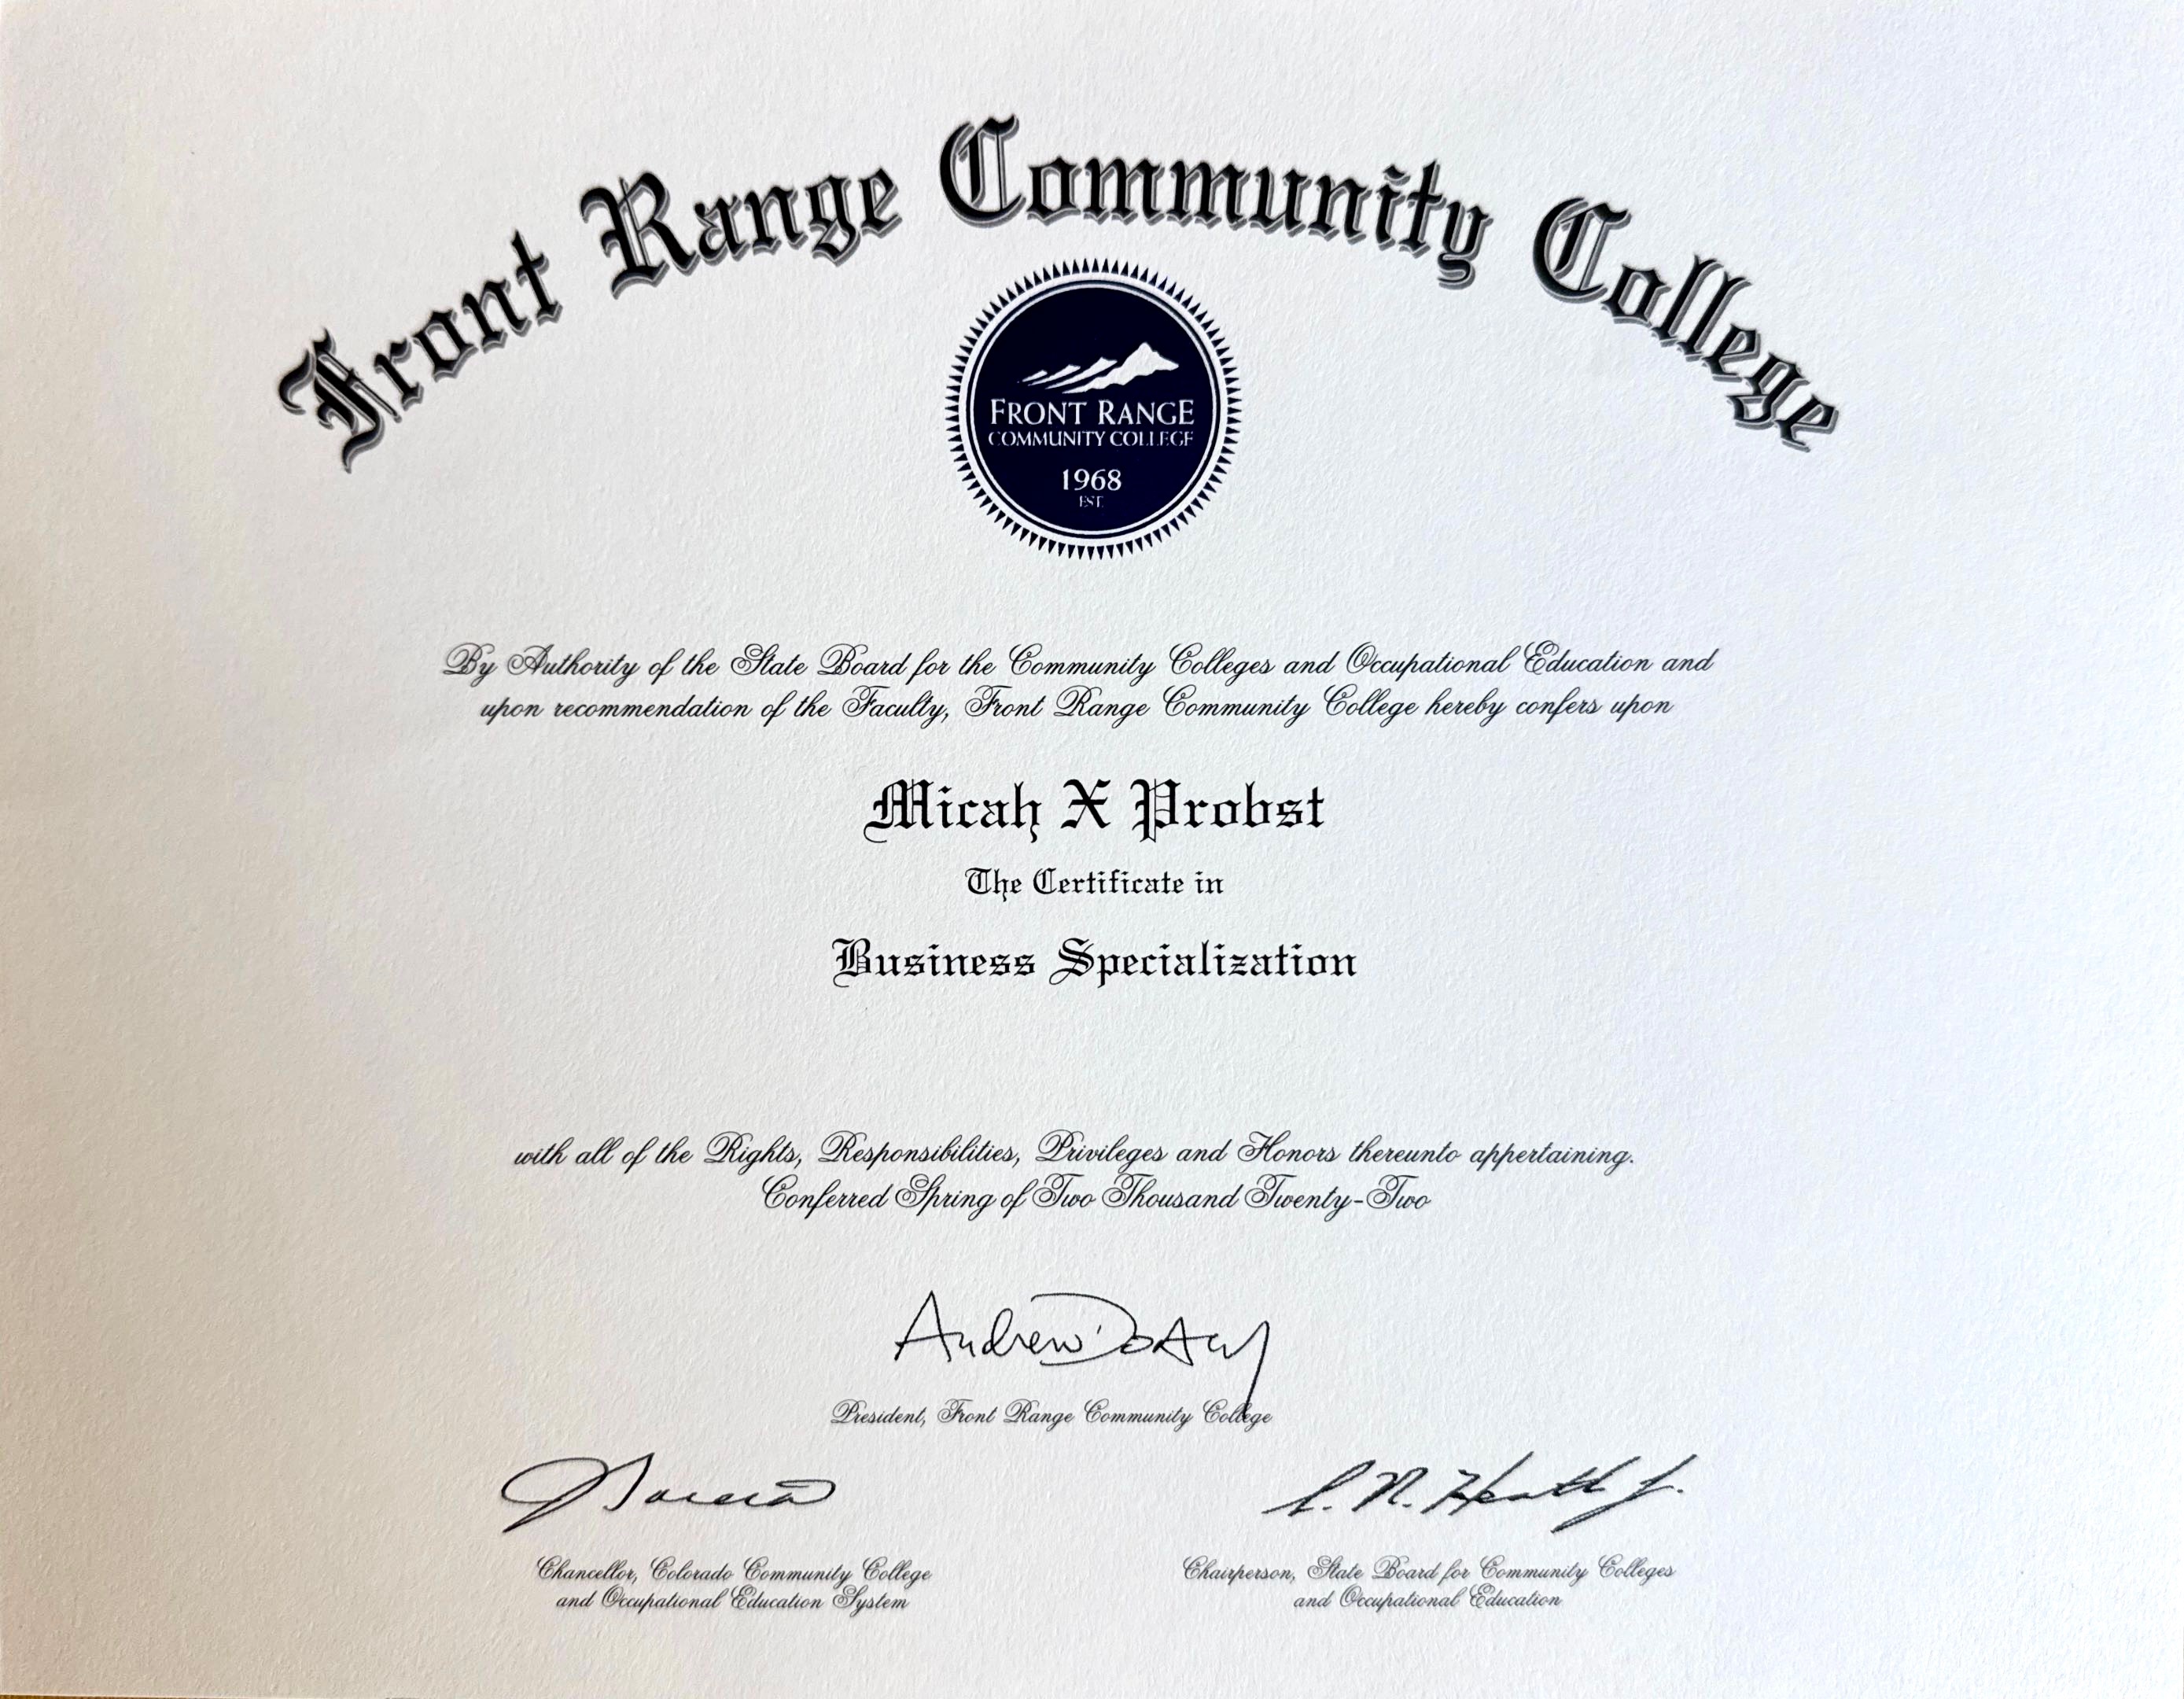 Front Range Community College
FRONT RANGE
COMMUNITY COLLEGE
1968
EST.
By Authority of the State Board for the Community Colleges and Occupational Education and
upon recommendation of the Faculty, Front Range Community College hereby confers upon
Micah X Probst
The Certificate in
Business Specialization
with all of the Rights, Responsibilities, Privileges and Honors thereunto appertaining.
Conferred Spring of Two Thousand Twenty-Two
Andrew Dorsey
President, Front Range Community College
Chancellor, Colorado Community College
and Occupational Education System
Chairperson, State Board for Community Colleges
and Occupational Education